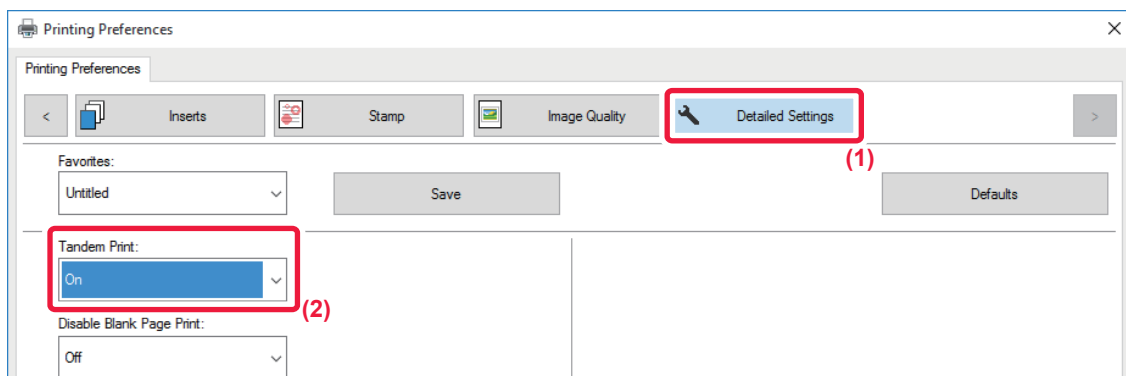 Printing Preferences
Printing Preferences
< Inserts Stamp Image Quality Detailed Settings >
(1)
Favorites:
Untitled Save Defaults
Tandem Print:
On
(2)
Disable Blank Page Print:
Off